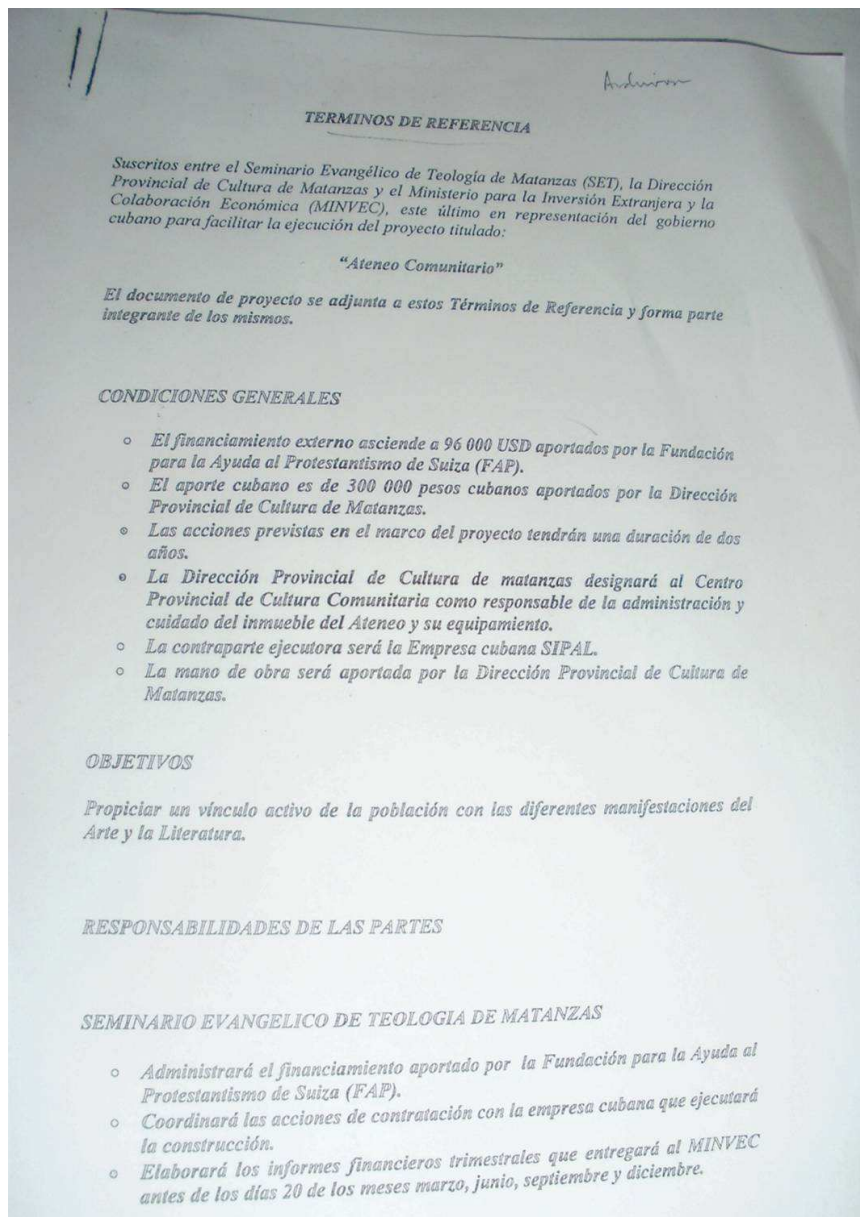 Archivar
TERMINOS DE REFERENCIA
Suscritos entre el Seminario Evangélico de Teología de Matanzas (SET), la Dirección
Provincial de Cultura de Matanzas y el Ministerio para la Inversión Extranjera y la
Colaboración Económica (MINVEC), este último en representación del gobierno
cubano para facilitar la ejecución del proyecto titulado:
“Ateneo Comunitario”
El documento de proyecto se adjunta a estos Términos de Referencia y forma parte
integrante de los mismos.
CONDICIONES GENERALES
o El financiamiento externo asciende a 96 000 USD aportados por la Fundación
para la Ayuda al Protestantismo de Suiza (FAP).
o El aporte cubano es de 300 000 pesos cubanos aportados por la Dirección
Provincial de Cultura de Matanzas.
o Las acciones previstas en el marco del proyecto tendrán una duración de dos
años.
o La Dirección Provincial de Cultura de matanzas designará al Centro
Provincial de Cultura Comunitaria como responsable de la administración y
cuidado del inmueble del Ateneo y su equipamiento.
o La contraparte ejecutora será la Empresa cubana SIPAL.
o La mano de obra será aportada por la Dirección Provincial de Cultura de
Matanzas.
OBJETIVOS
Propiciar un vínculo activo de la población con las diferentes manifestaciones del
Arte y la Literatura.
RESPONSABILIDADES DE LAS PARTES
SEMINARIO EVANGELICO DE TEOLOGIA DE MATANZAS
o Administrará el financiamiento aportado por la Fundación para la Ayuda al
Protestantismo de Suiza (FAP).
o Coordinará las acciones de contratación con la empresa cubana que ejecutará
la construcción.
o Elaborará los informes financieros trimestrales que entregará al MINVEC
antes de los días 20 de los meses marzo, junio, septiembre y diciembre.